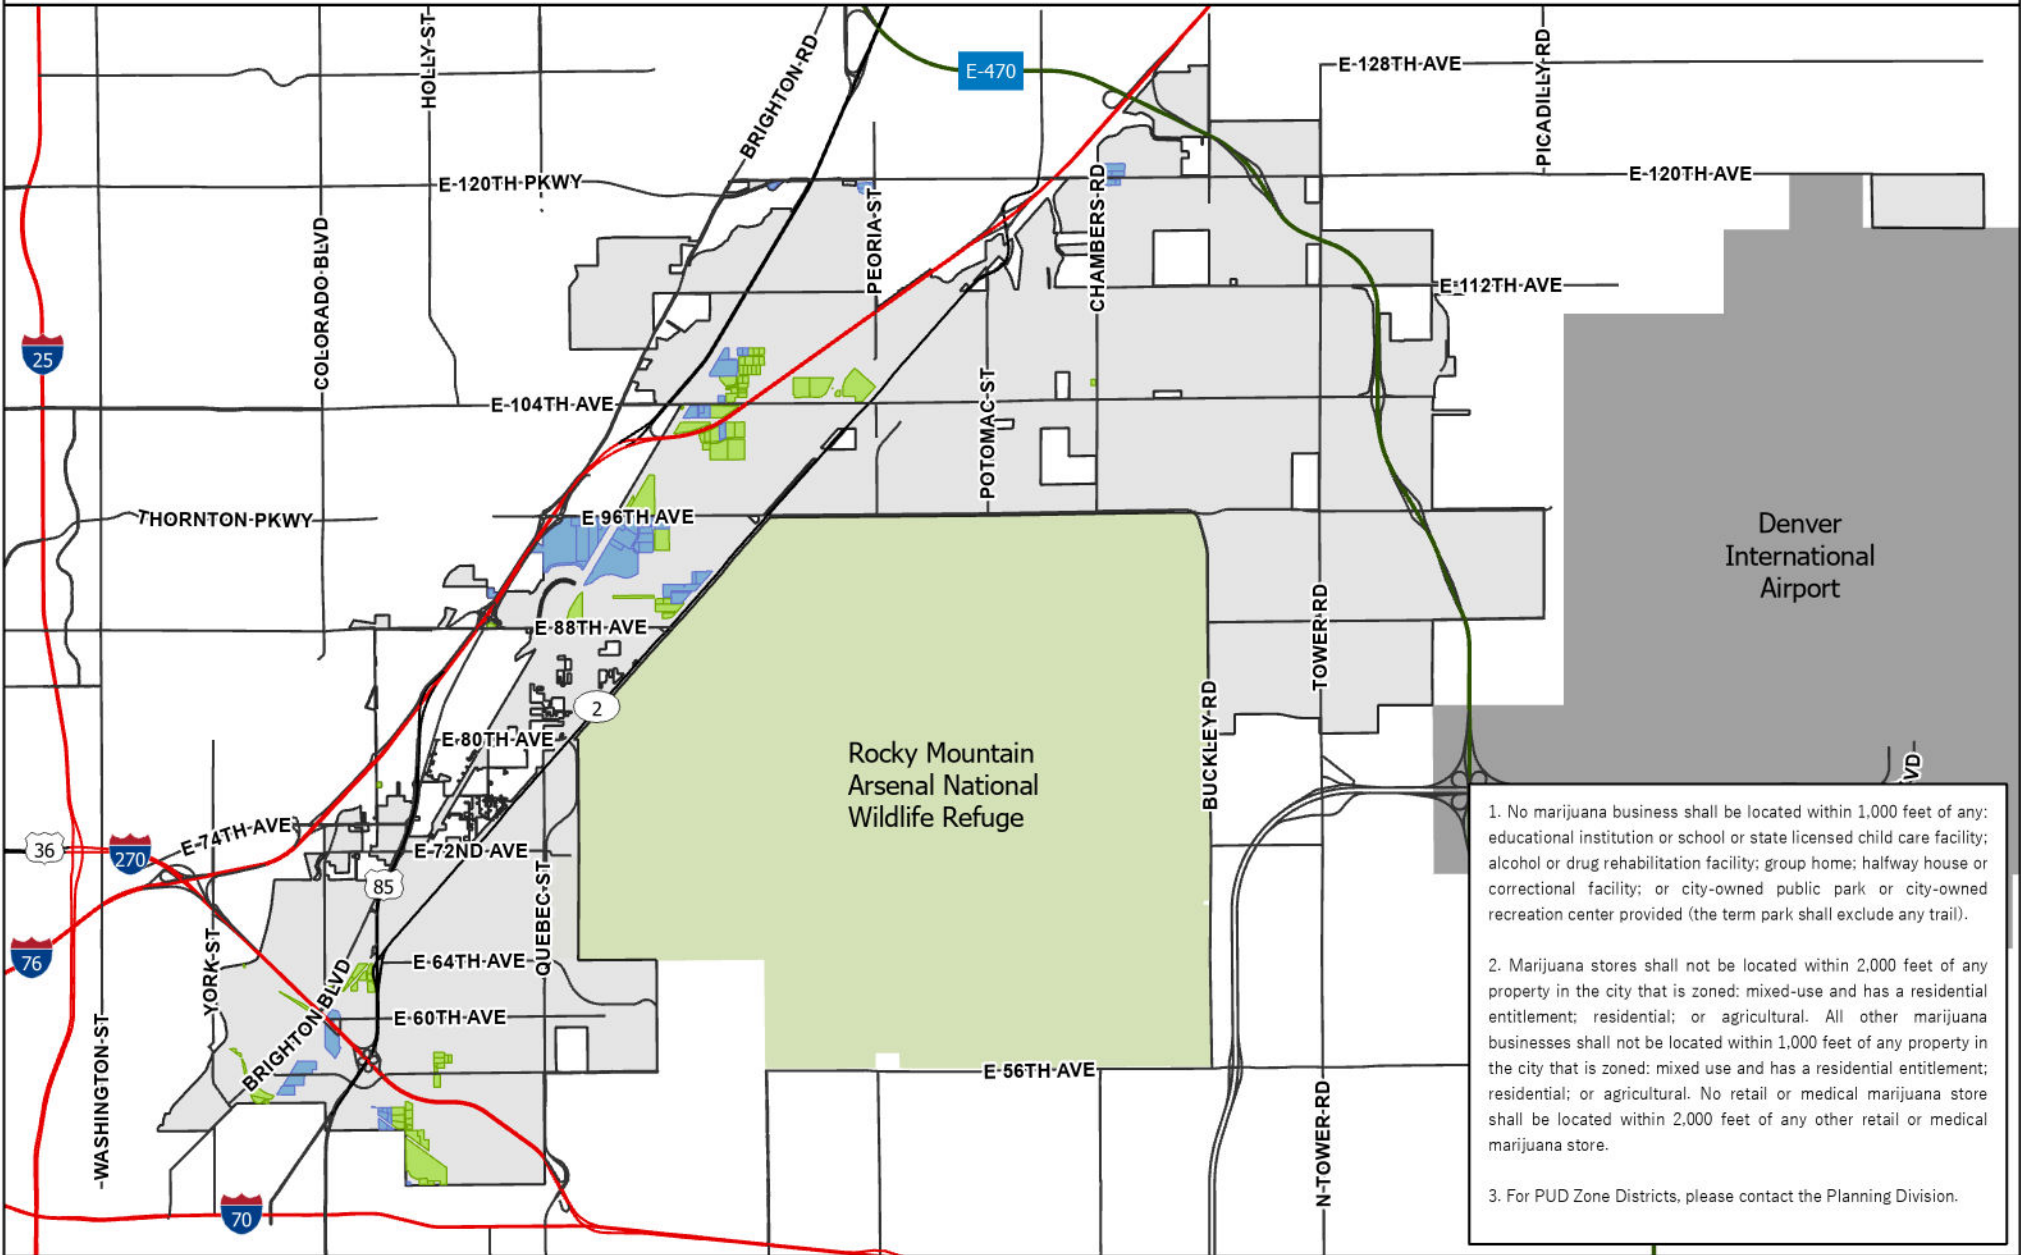 HOLLY-ST
BRIGHTON-RD
E-470
E-128TH-AVE
PICADILLY-RD
E-120TH-PKWY
E-120TH-AVE
COLORADO-BLVD
PEORIA-ST
CHAMBERS-RD
E-112TH-AVE
25
E-104TH-AVE
POTOMAC-ST
THORNTON-PKWY
E 96TH AVE
Denver
International
Airport
E 88TH AVE
TOWER-RD
2
BUCKLEY-RD
E-80TH-AVE
Rocky Mountain
Arsenal National
Wildlife Refuge
VD
E-74TH-AVE
36
270
E-72ND-AVE
85
QUEBEC-ST
76
YORK-ST
E-64TH-AVE
BRIGHTON-BLVD
E-60TH-AVE
WASHINGTON-ST
E 56TH AVE
N-TOWER-RD
70
1. No marijuana business shall be located within 1,000 feet of any:
educational institution or school or state licensed child care facility;
alcohol or drug rehabilitation facility; group home; halfway house or
correctional facility; or city-owned public park or city-owned
recreation center provided (the term park shall exclude any trail).
2. Marijuana stores shall not be located within 2,000 feet of any
property in the city that is zoned: mixed-use and has a residential
entitlement; residential; or agricultural. All other marijuana
businesses shall not be located within 1,000 feet of any property in
the city that is zoned: mixed use and has a residential entitlement;
residential; or agricultural. No retail or medical marijuana store
shall be located within 2,000 feet of any other retail or medical
marijuana store.
3. For PUD Zone Districts, please contact the Planning Division.